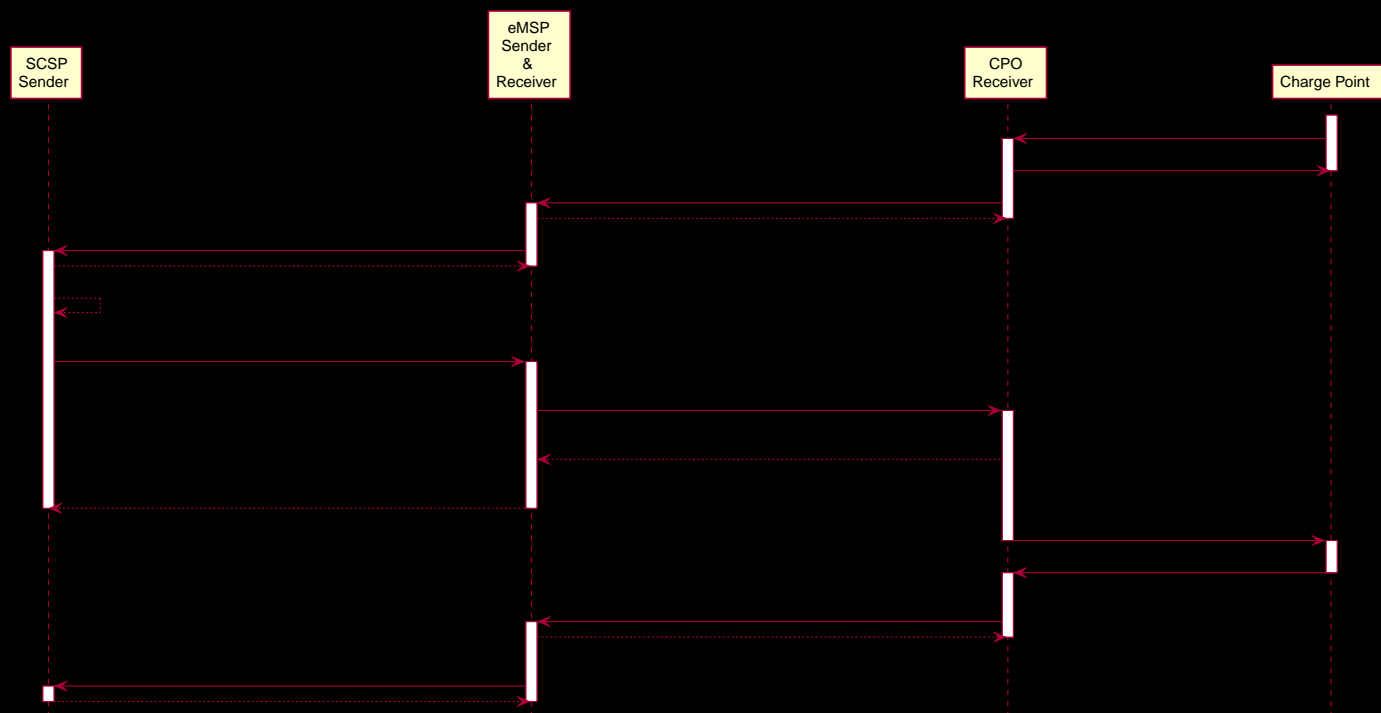 SCSP
Sender
eMSP
Sender
&
Receiver
CPO
Receiver
Charge Point